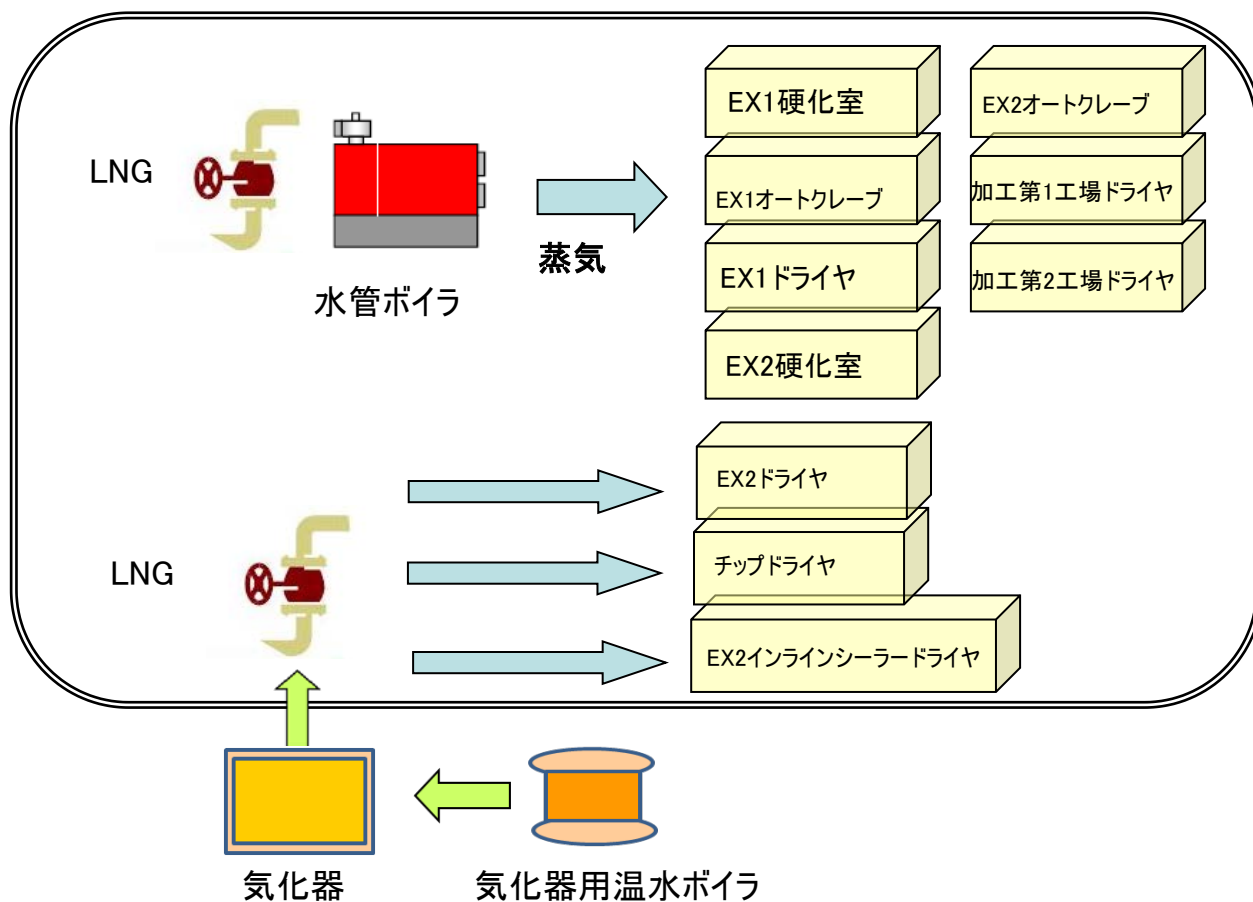 LNG
水管ボイラ
蒸気
EX1硬化室
EX1オートクレーブ
EX1ドライヤ
EX2硬化室
EX2オートクレーブ
加工第1工場ドライヤ
加工第2工場ドライヤ
LNG
EX2ドライヤ
チップドライヤ
EX2インラインシーラードライヤ
気化器
気化器用温水ボイラ